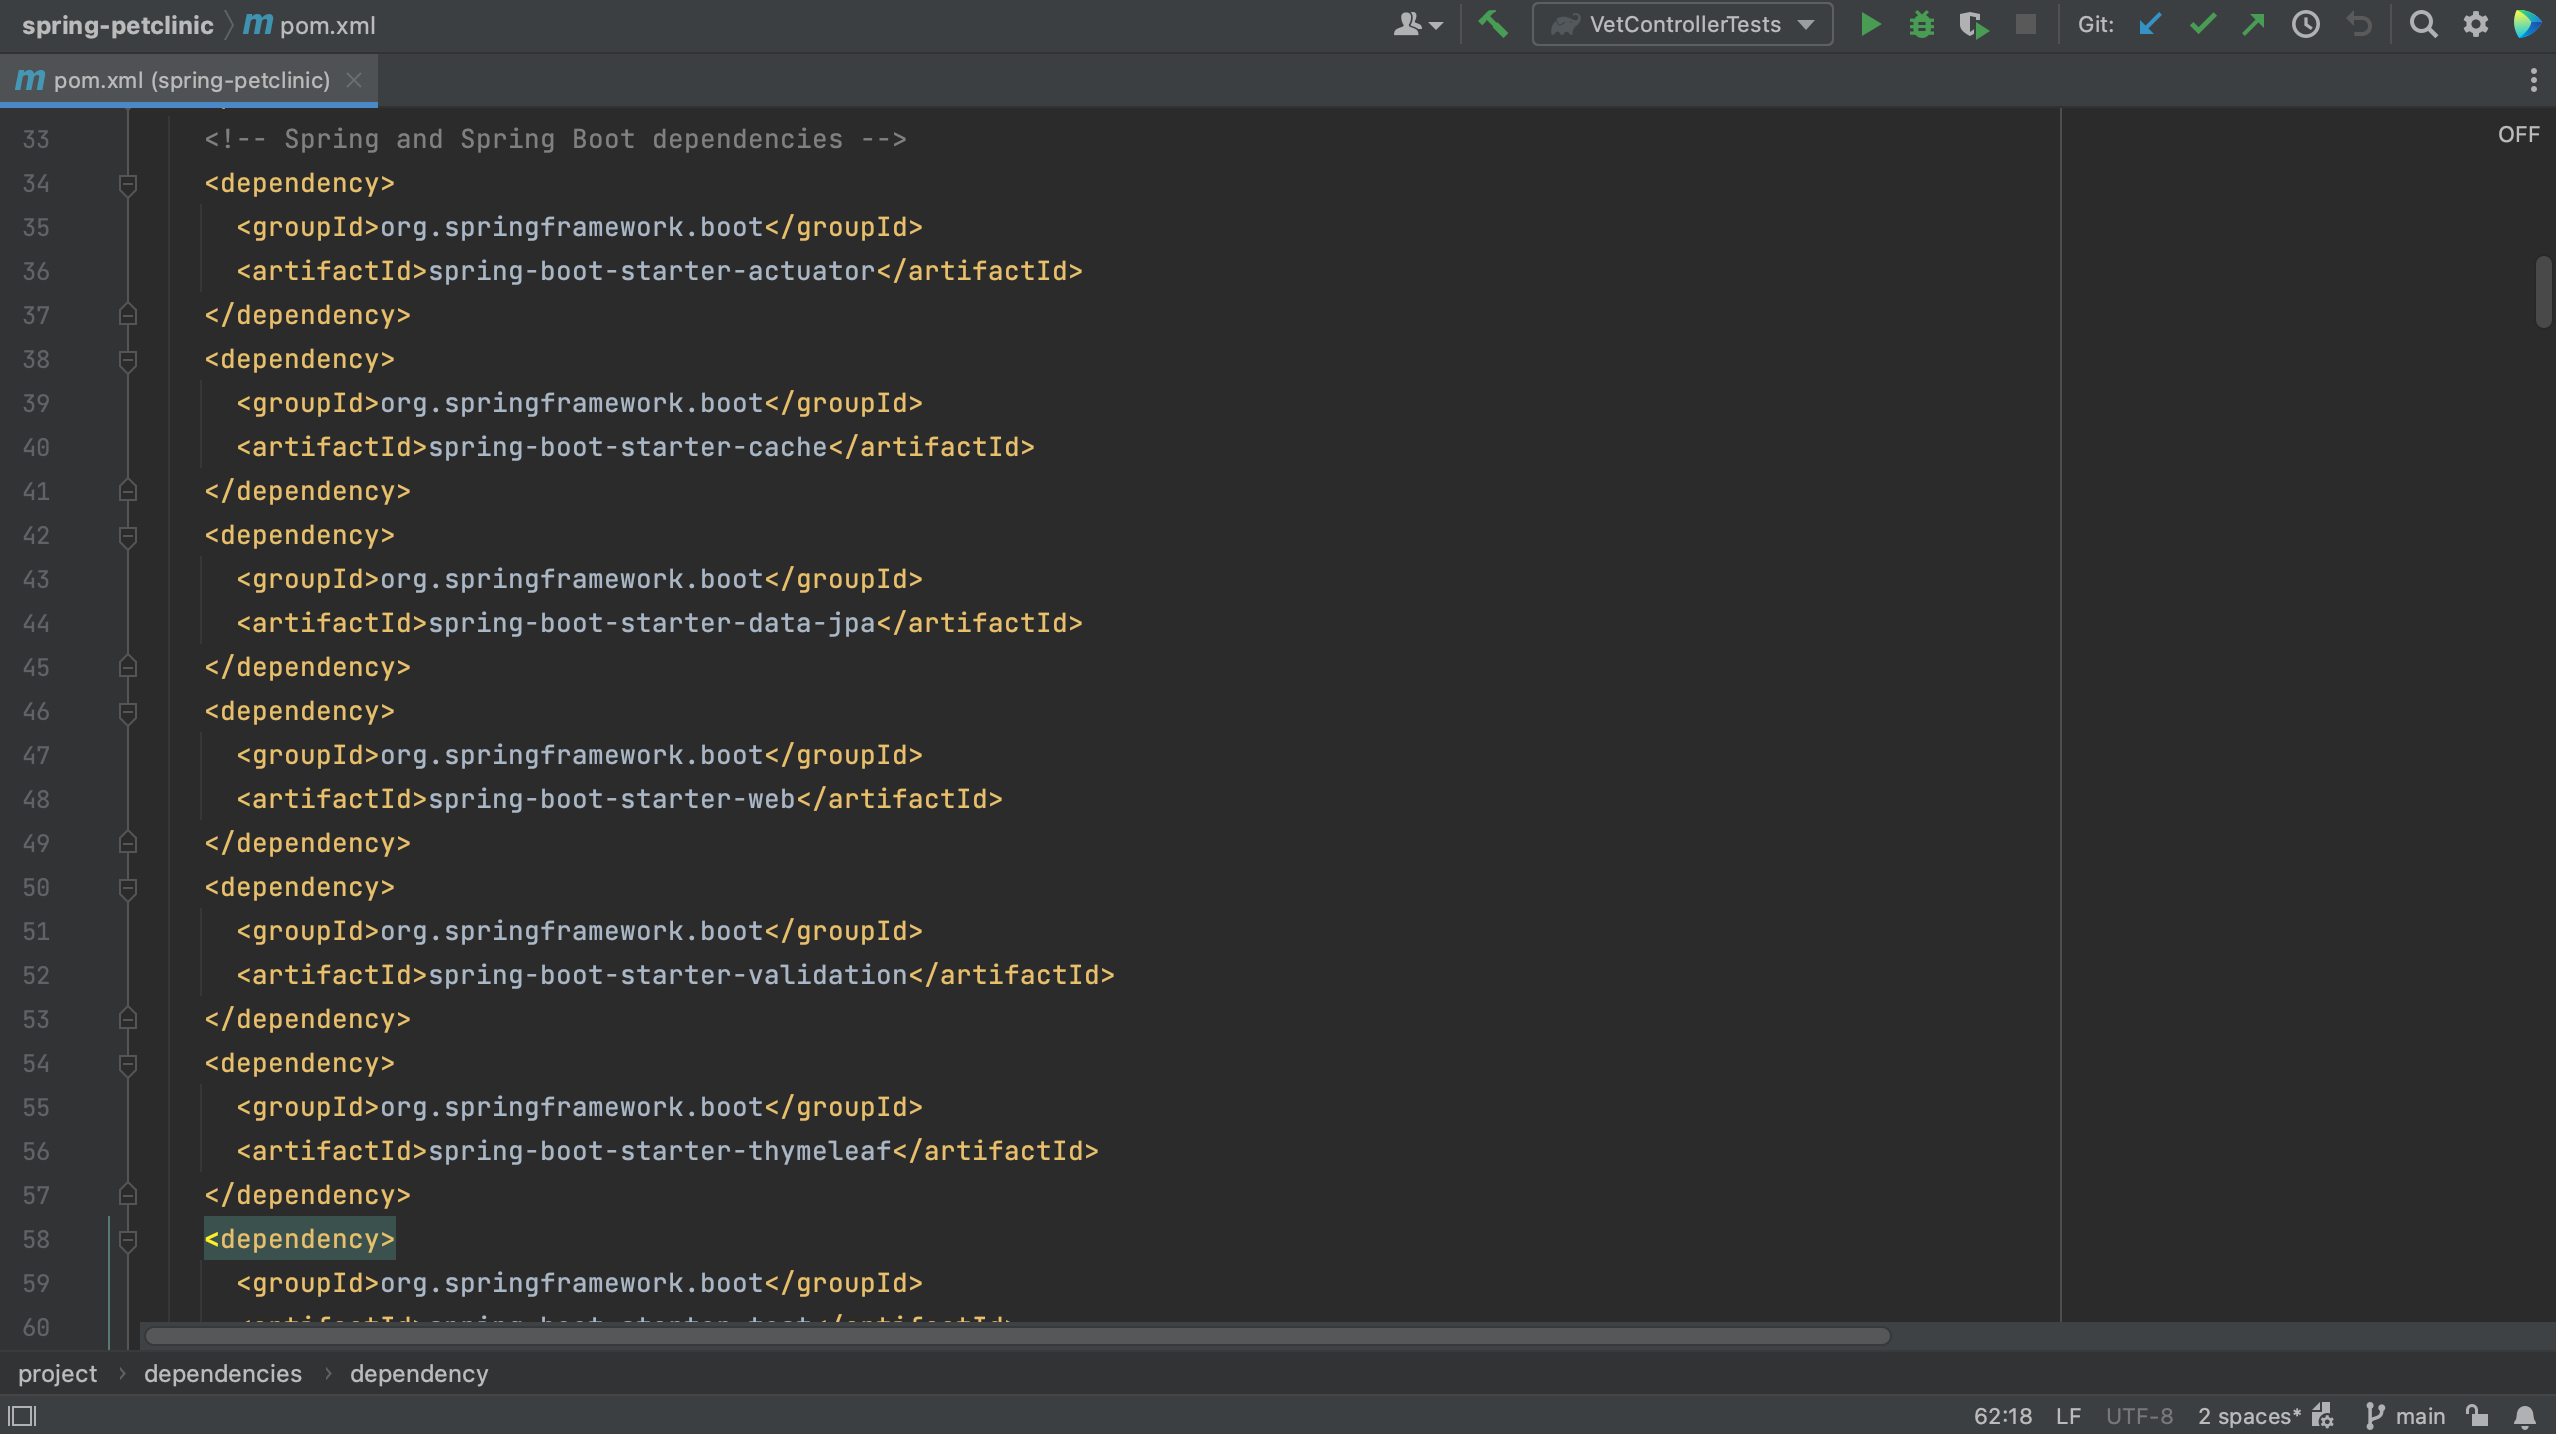 spring-petclinic m pom.xml VetControllerTests Git:
m pom.xml (spring-petclinic)
OFF
33 <!-- Spring and Spring Boot dependencies -->
34 <dependency>
35 <groupId>org.springframework.boot</groupId>
36 <artifactId>spring-boot-starter-actuator</artifactId>
37 </dependency>
38 <dependency>
39 <groupId>org.springframework.boot</groupId>
40 <artifactId>spring-boot-starter-cache</artifactId>
41 </dependency>
42 <dependency>
43 <groupId>org.springframework.boot</groupId>
44 <artifactId>spring-boot-starter-data-jpa</artifactId>
45 </dependency>
46 <dependency>
47 <groupId>org.springframework.boot</groupId>
48 <artifactId>spring-boot-starter-web</artifactId>
49 </dependency>
50 <dependency>
51 <groupId>org.springframework.boot</groupId>
52 <artifactId>spring-boot-starter-validation</artifactId>
53 </dependency>
54 <dependency>
55 <groupId>org.springframework.boot</groupId>
56 <artifactId>spring-boot-starter-thymeleaf</artifactId>
57 </dependency>
58 <dependency>
59 <groupId>org.springframework.boot</groupId>
60 <artifactId>spring-boot-starter-test</artifactId>
project dependencies dependency
62:18 LF UTF-8 2 spaces* main